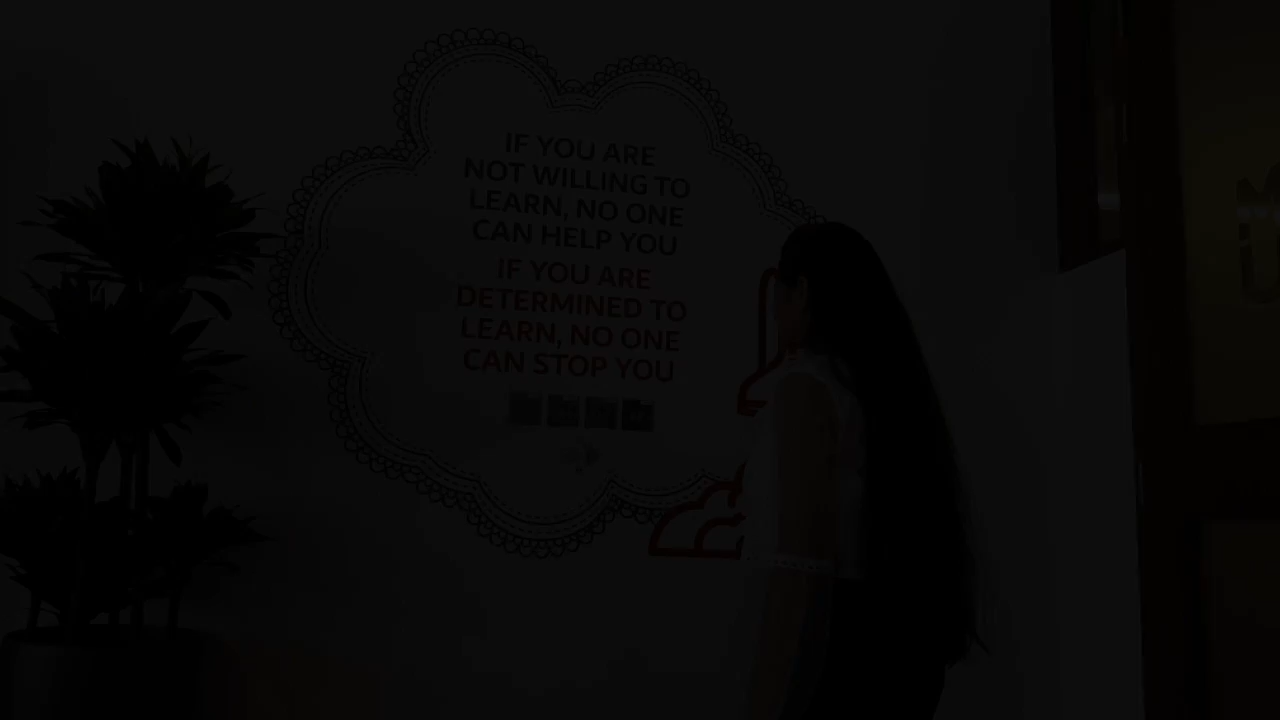 IF YOU ARE
NOT WILLING TO
LEARN, NO ONE
CAN HELP YOU
IF YOU ARE
DETERMINED TO
LEARN, NO ONE
CAN STOP YOU